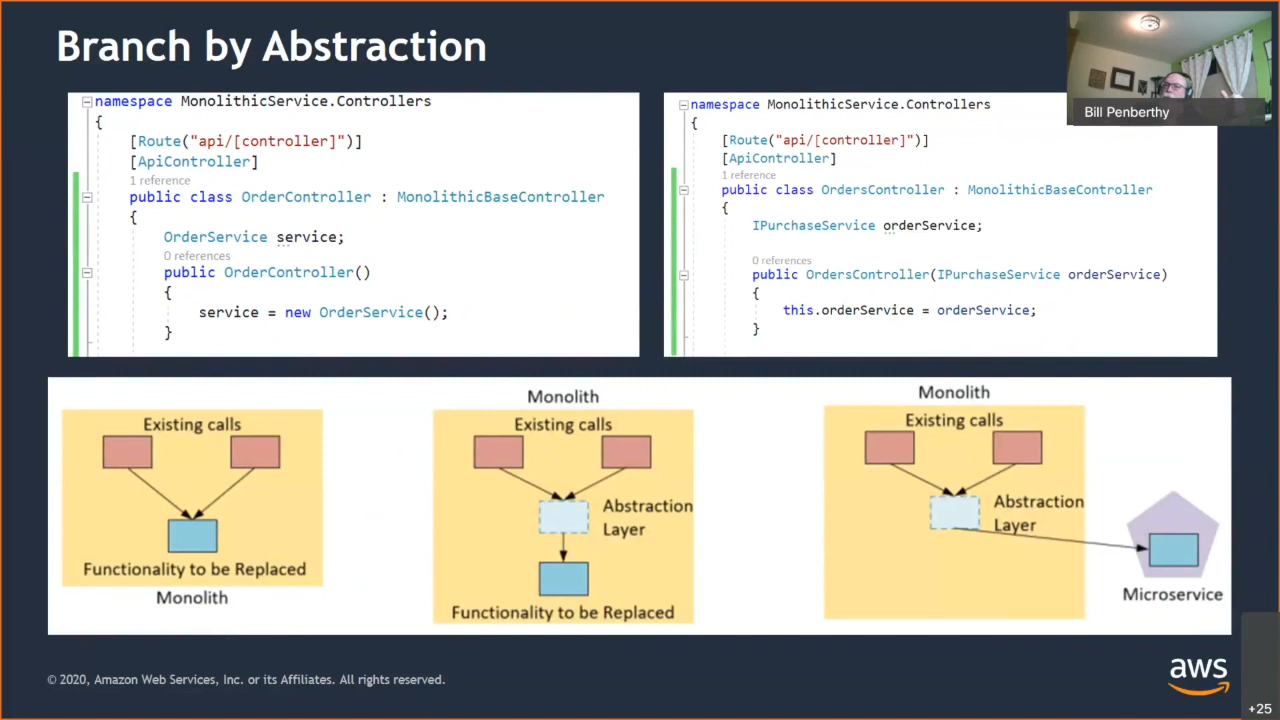 Branch by Abstraction
Bill Penberthy
namespace MonolithicService.Controllers
{
[Route("api/[controller]")]
[ApiController]
1 reference
public class OrderController : MonolithicBaseController
{
OrderService service;
0 references
public OrderController()
{
service = new OrderService();
}
namespace MonolithicService.Controllers
{
[Route("api/[controller]")]
[ApiController]
1 reference
public class OrdersController : MonolithicBaseController
{
IPurchaseService orderService;
0 references
public OrdersController(IPurchaseService orderService)
{
this.orderService = orderService;
}
Existing calls
Functionality to be Replaced
Monolith
Monolith
Existing calls
Abstraction
Layer
Functionality to be Replaced
Monolith
Existing calls
Abstraction
Layer
Microservice
© 2020, Amazon Web Services, Inc. or its Affiliates. All rights reserved.
aws
+25